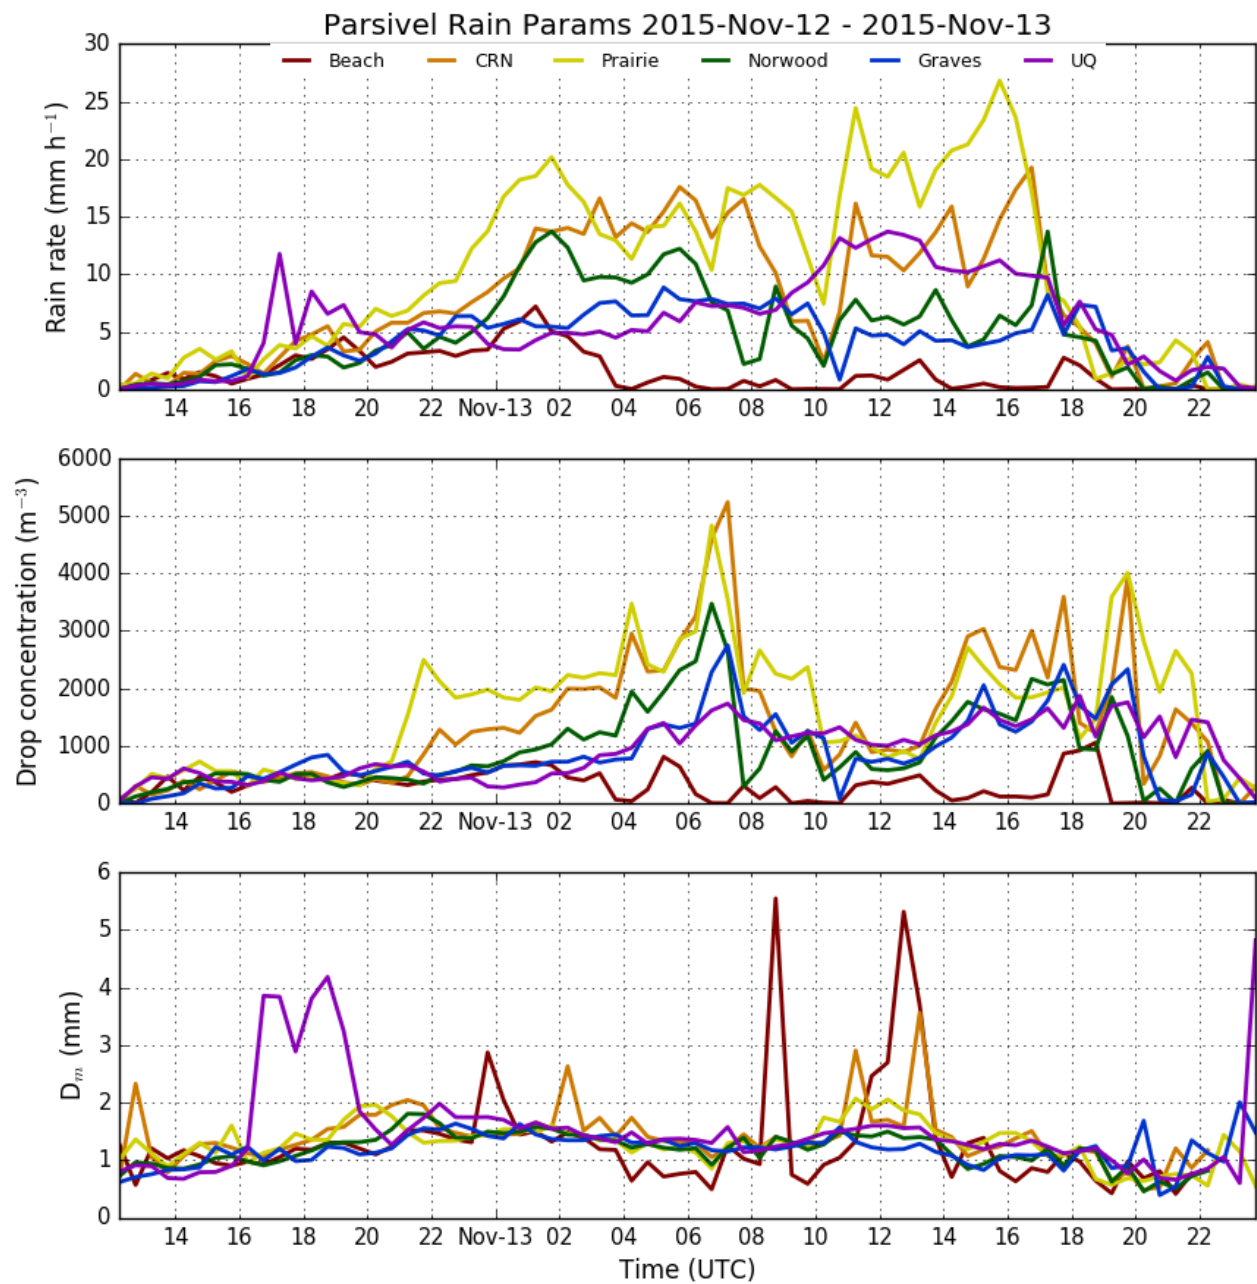 Parsivel Rain Params 2015-Nov-12 - 2015-Nov-13
Beach CRN Prairie Norwood Graves UQ
Rain rate (mm h⁻¹)
30
25
20
15
10
5
0
14 16 18 20 22 Nov-13 02 04 06 08 10 12 14 16 18 20 22
Drop concentration (m⁻³)
6000
5000
4000
3000
2000
1000
0
14 16 18 20 22 Nov-13 02 04 06 08 10 12 14 16 18 20 22
Dₘ (mm)
6
5
4
3
2
1
0
14 16 18 20 22 Nov-13 02 04 06 08 10 12 14 16 18 20 22
Time (UTC)